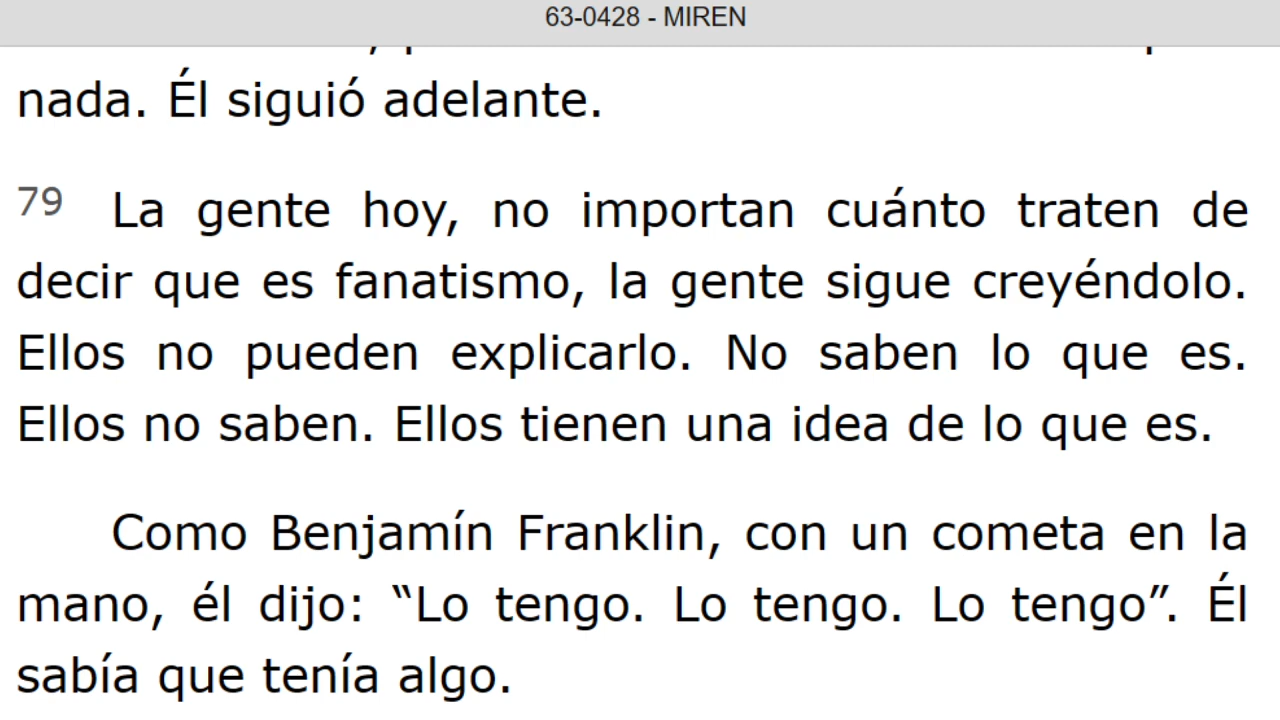 63-0428 - MIREN
nada. Él siguió adelante.
79 La gente hoy, no importan cuánto traten de
decir que es fanatismo, la gente sigue creyéndolo.
Ellos no pueden explicarlo. No saben lo que es.
Ellos no saben. Ellos tienen una idea de lo que es.
Como Benjamín Franklin, con un cometa en la
mano, él dijo: “Lo tengo. Lo tengo. Lo tengo”. Él
sabía que tenía algo.